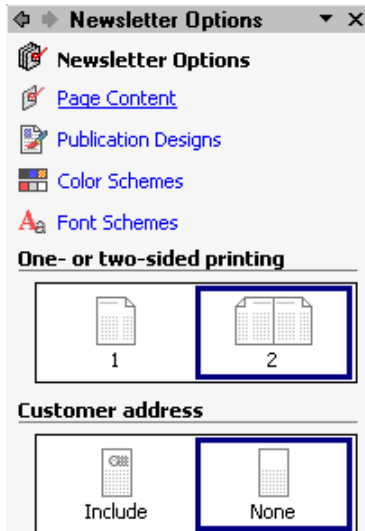 Newsletter Options
Newsletter Options
Page Content
Publication Designs
Color Schemes
Aa Font Schemes
One- or two-sided printing
1 2
Customer address
Include None